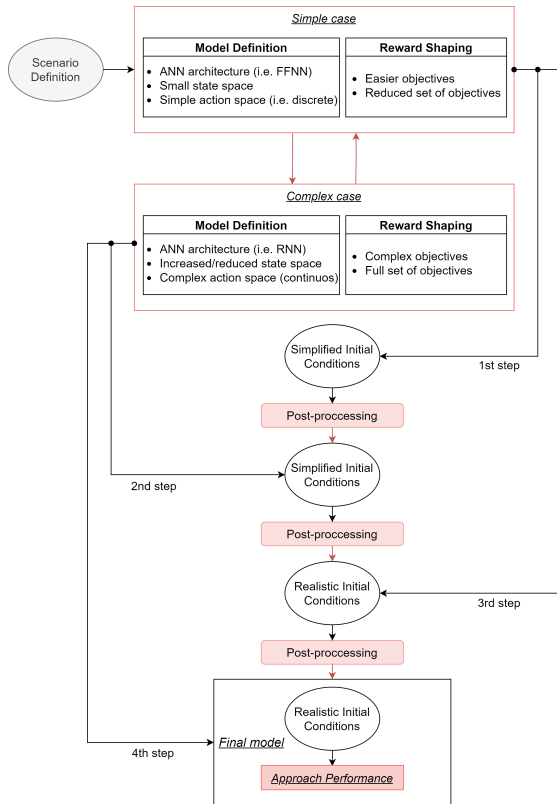 Simple case
Scenario
Definition
Model Definition
• ANN architecture (i.e. FFNN)
• Small state space
• Simple action space (i.e. discrete)
Reward Shaping
• Easier objectives
• Reduced set of objectives
Complex case
Model Definition
• ANN architecture (i.e. RNN)
• Increased/reduced state space
• Complex action space (continuos)
Reward Shaping
• Complex objectives
• Full set of objectives
Simplified Initial
Conditions
1st step
Post-proccessing
Simplified Initial
Conditions
2nd step
Post-proccessing
Realistic Initial
Conditions
3rd step
Post-proccessing
Realistic Initial
Conditions
Final model
4th step
Approach Performance